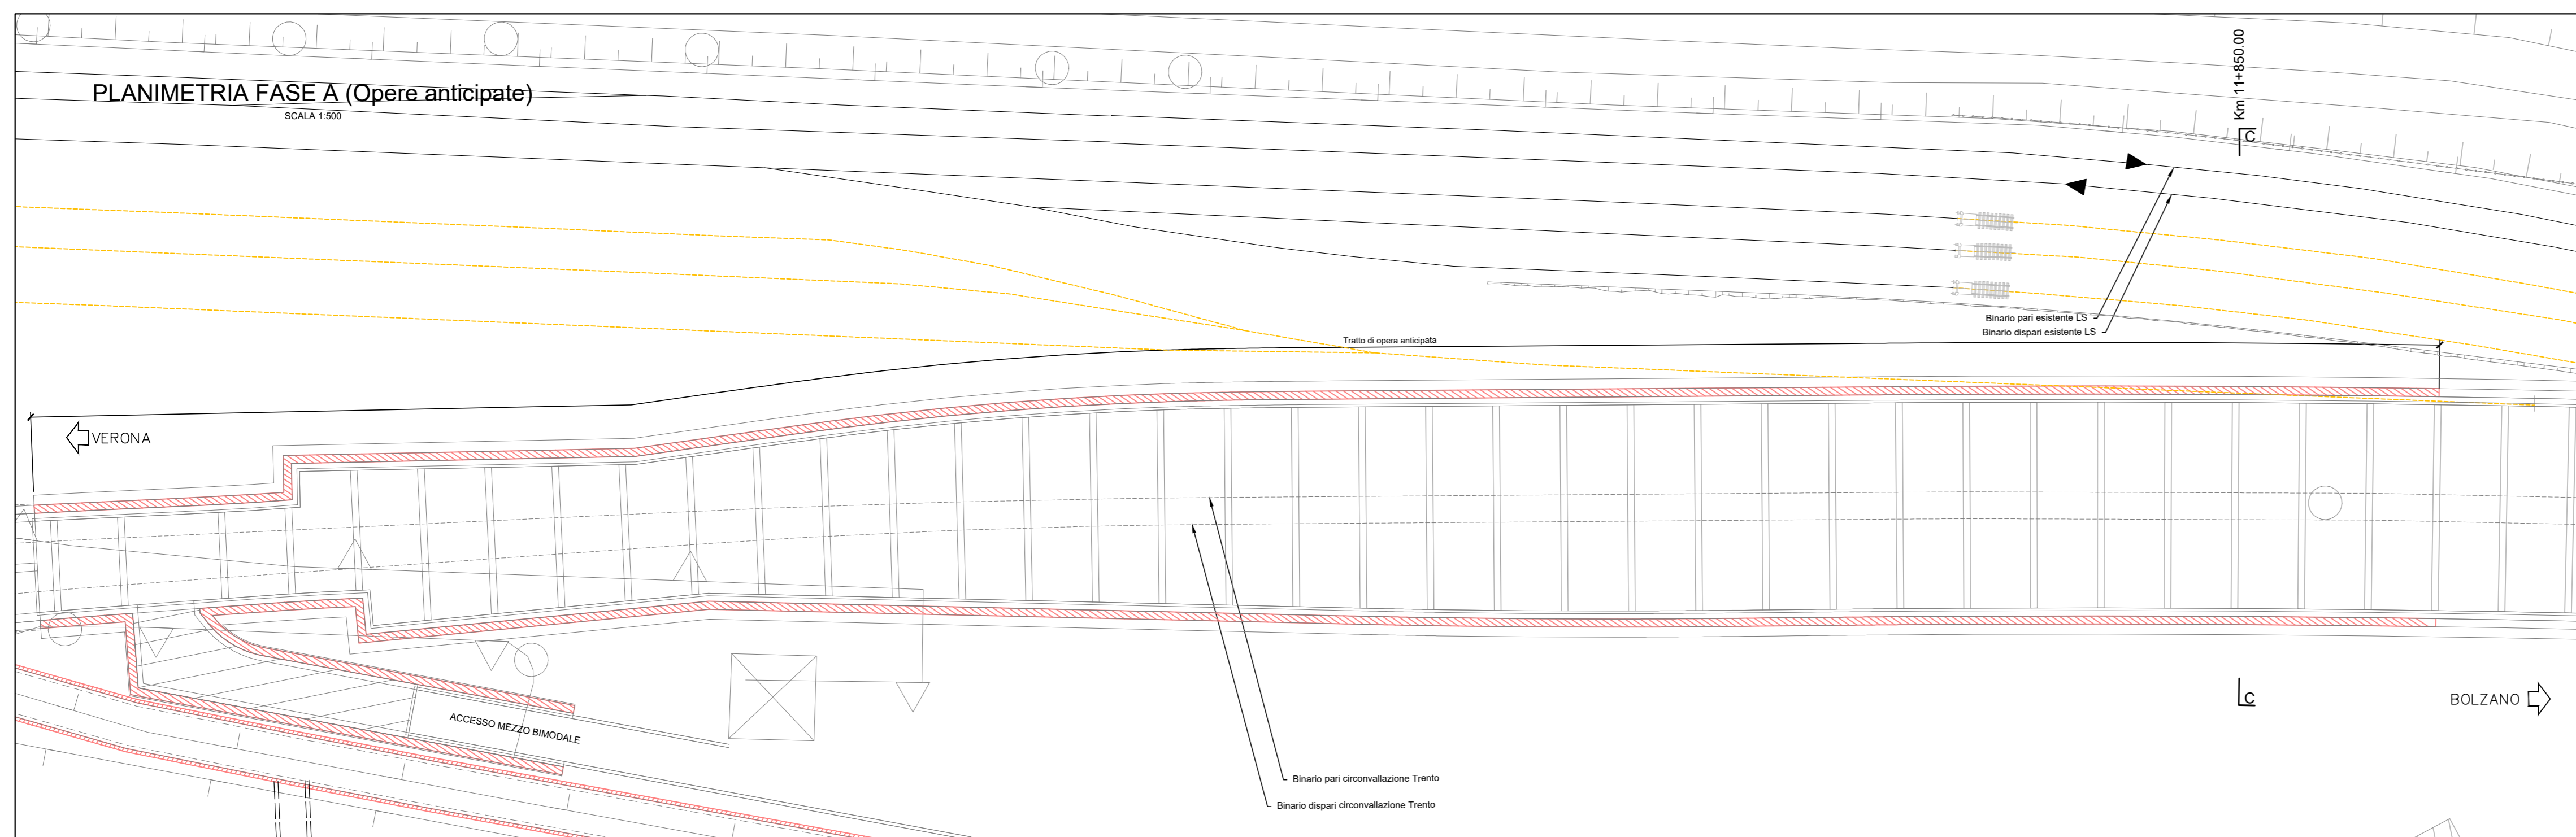 PLANIMETRIA FASE A (Opere anticipate)
SCALA 1:500
Km 11+850.00
C
Binario pari esistente LS
Binario dispari esistente LS
Tratto di opera anticipata
VERONA
ACCESSO MEZZO BIMODALE
C
BOLZANO
Binario pari circonvallazione Trento
Binario dispari circonvallazione Trento